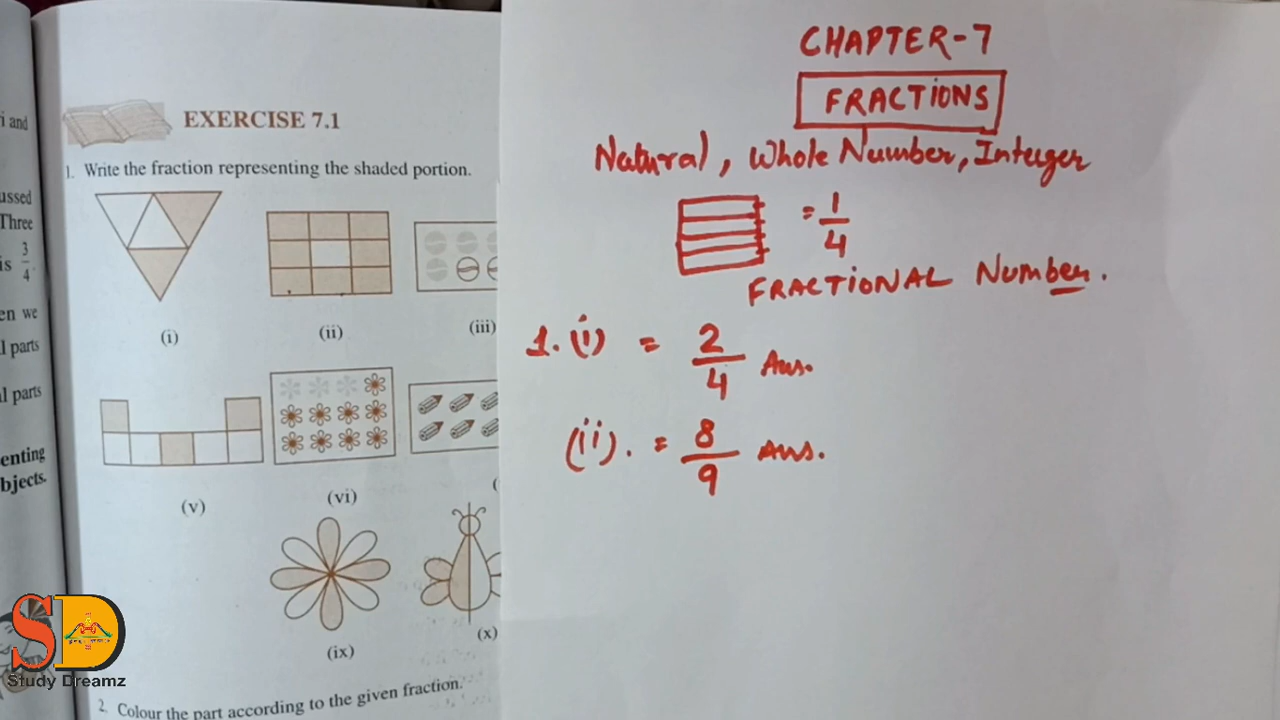 i and
ussed
Three
is 3/4.
en we
l parts
l parts
enting
bjects.
EXERCISE 7.1
1. Write the fraction representing the shaded portion.
(i) (ii) (iii)
(v) (vi) (
(ix) (x)
2. Colour the part according to the given fraction.
CHAPTER-7
FRACTIONS
Natural, Whole Number, Integer
= 1/4
FRACTIONAL Number.
1. (i) = 2/4 Ans.
(ii). = 8/9 Ans.
SD
Study Dreamz